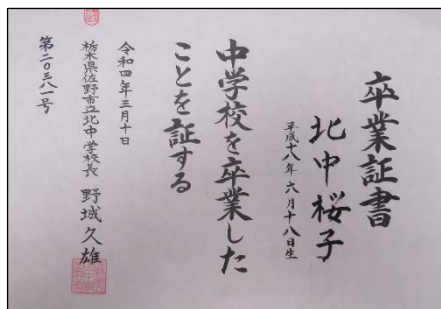 卒業証書
北中桜子
平成十八年六月十八日生
中学校を卒業した
ことを証する
令和四年三月十日
栃木県佐野市立北中学校長 野城久雄
第二〇三八一号